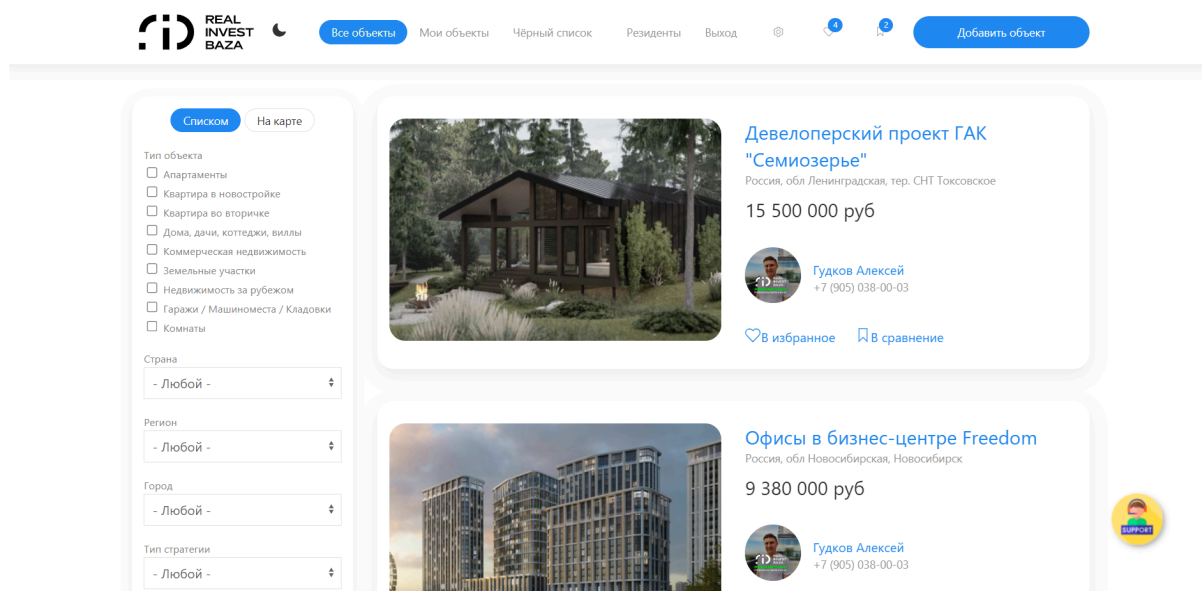 REAL
INVEST
BAZA
Все объекты
Мои объекты
Чёрный список
Резиденты
Выход
4
2
Добавить объект
Списком
На карте
Тип объекта
Апартаменты
Квартира в новостройке
Квартира во вторичке
Дома, дачи, коттеджи, виллы
Коммерческая недвижимость
Земельные участки
Недвижимость за рубежом
Гаражи / Машиноместа / Кладовки
Комнаты
Страна
- Любой -
Регион
- Любой -
Город
- Любой -
Тип стратегии
- Любой -
Девелоперский проект ГАК
"Семиозерье"
Россия, обл Ленинградская, тер. СНТ Токсовское
15 500 000 руб
Гудков Алексей
+7 (905) 038-00-03
В избранное
В сравнение
Офисы в бизнес-центре Freedom
Россия, обл Новосибирская, Новосибирск
9 380 000 руб
Гудков Алексей
+7 (905) 038-00-03
SUPPORT